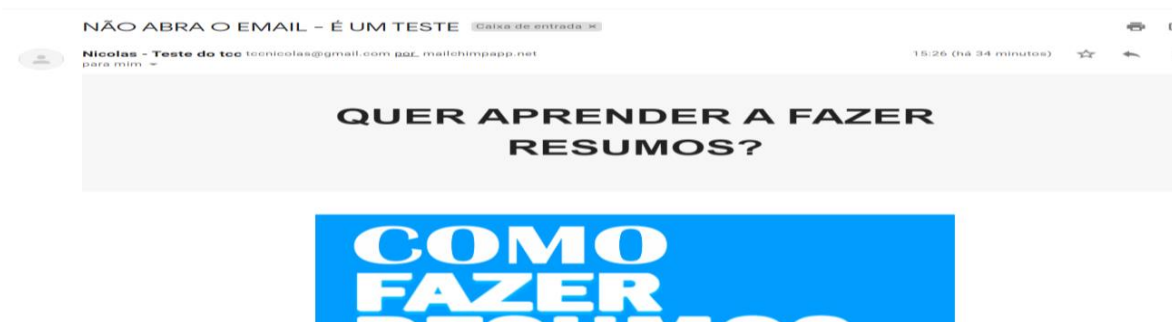 NÃO ABRA O EMAIL - É UM TESTE Caixa de entrada ×
Nicolas - Teste do tcc tccnicolas@gmail.com por mailchimpapp.net 15:26 (há 34 minutos)
para mim
QUER APRENDER A FAZER
RESUMOS?
COMO
FAZER